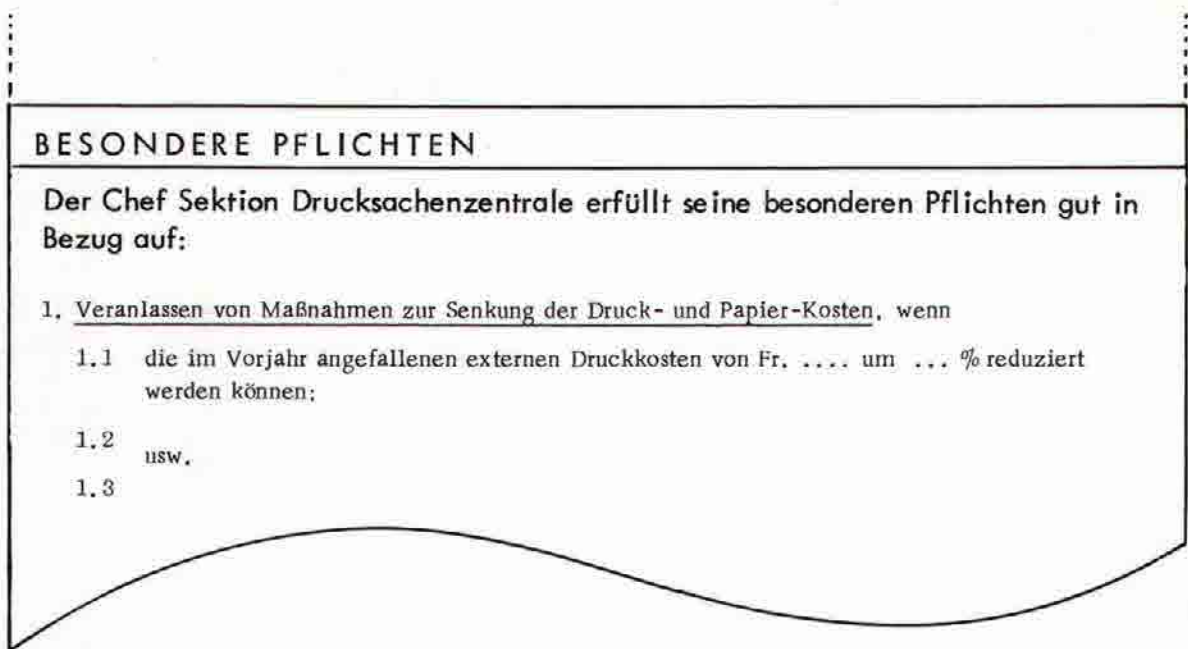 BESONDERE PFLICHTEN
Der Chef Sektion Drucksachenzentrale erfüllt seine besonderen Pflichten gut in
Bezug auf:
1. Veranlassen von Maßnahmen zur Senkung der Druck- und Papier-Kosten, wenn
1.1 die im Vorjahr angefallenen externen Druckkosten von Fr. .... um ... % reduziert
werden können;
1.2
usw.
1.3